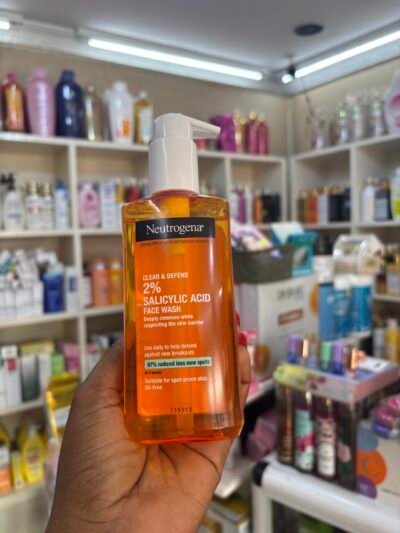 Neutrogena®
CLEAR & DEFEND
2%
SALICYLIC ACID
FACE WASH
Deeply cleanses while
respecting the skin barrier
Use daily to help defend
against new breakouts
97% noticed less new spots
Suitable for spot-prone skin
Oil-Free